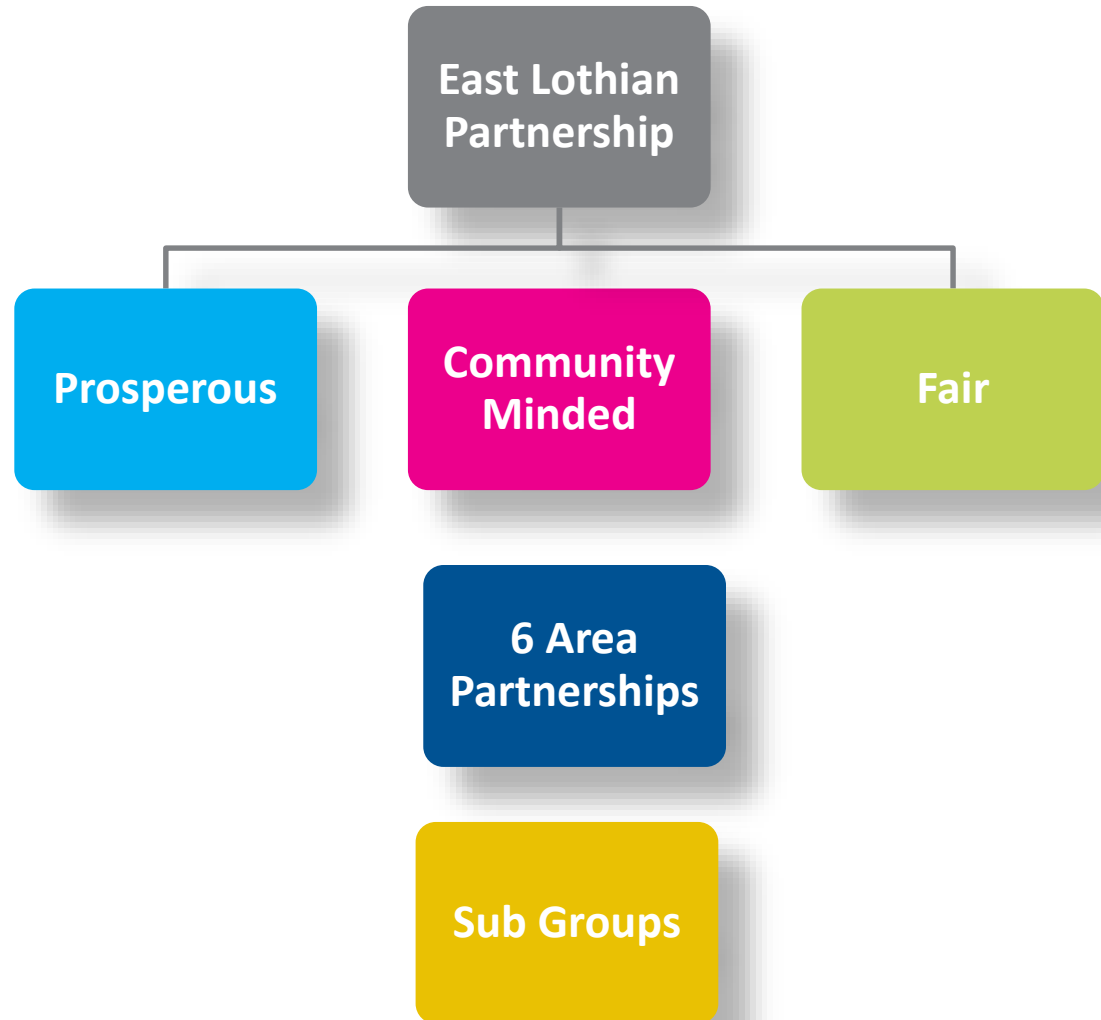 East Lothian
Partnership
Prosperous
Community
Minded
Fair
6 Area
Partnerships
Sub Groups